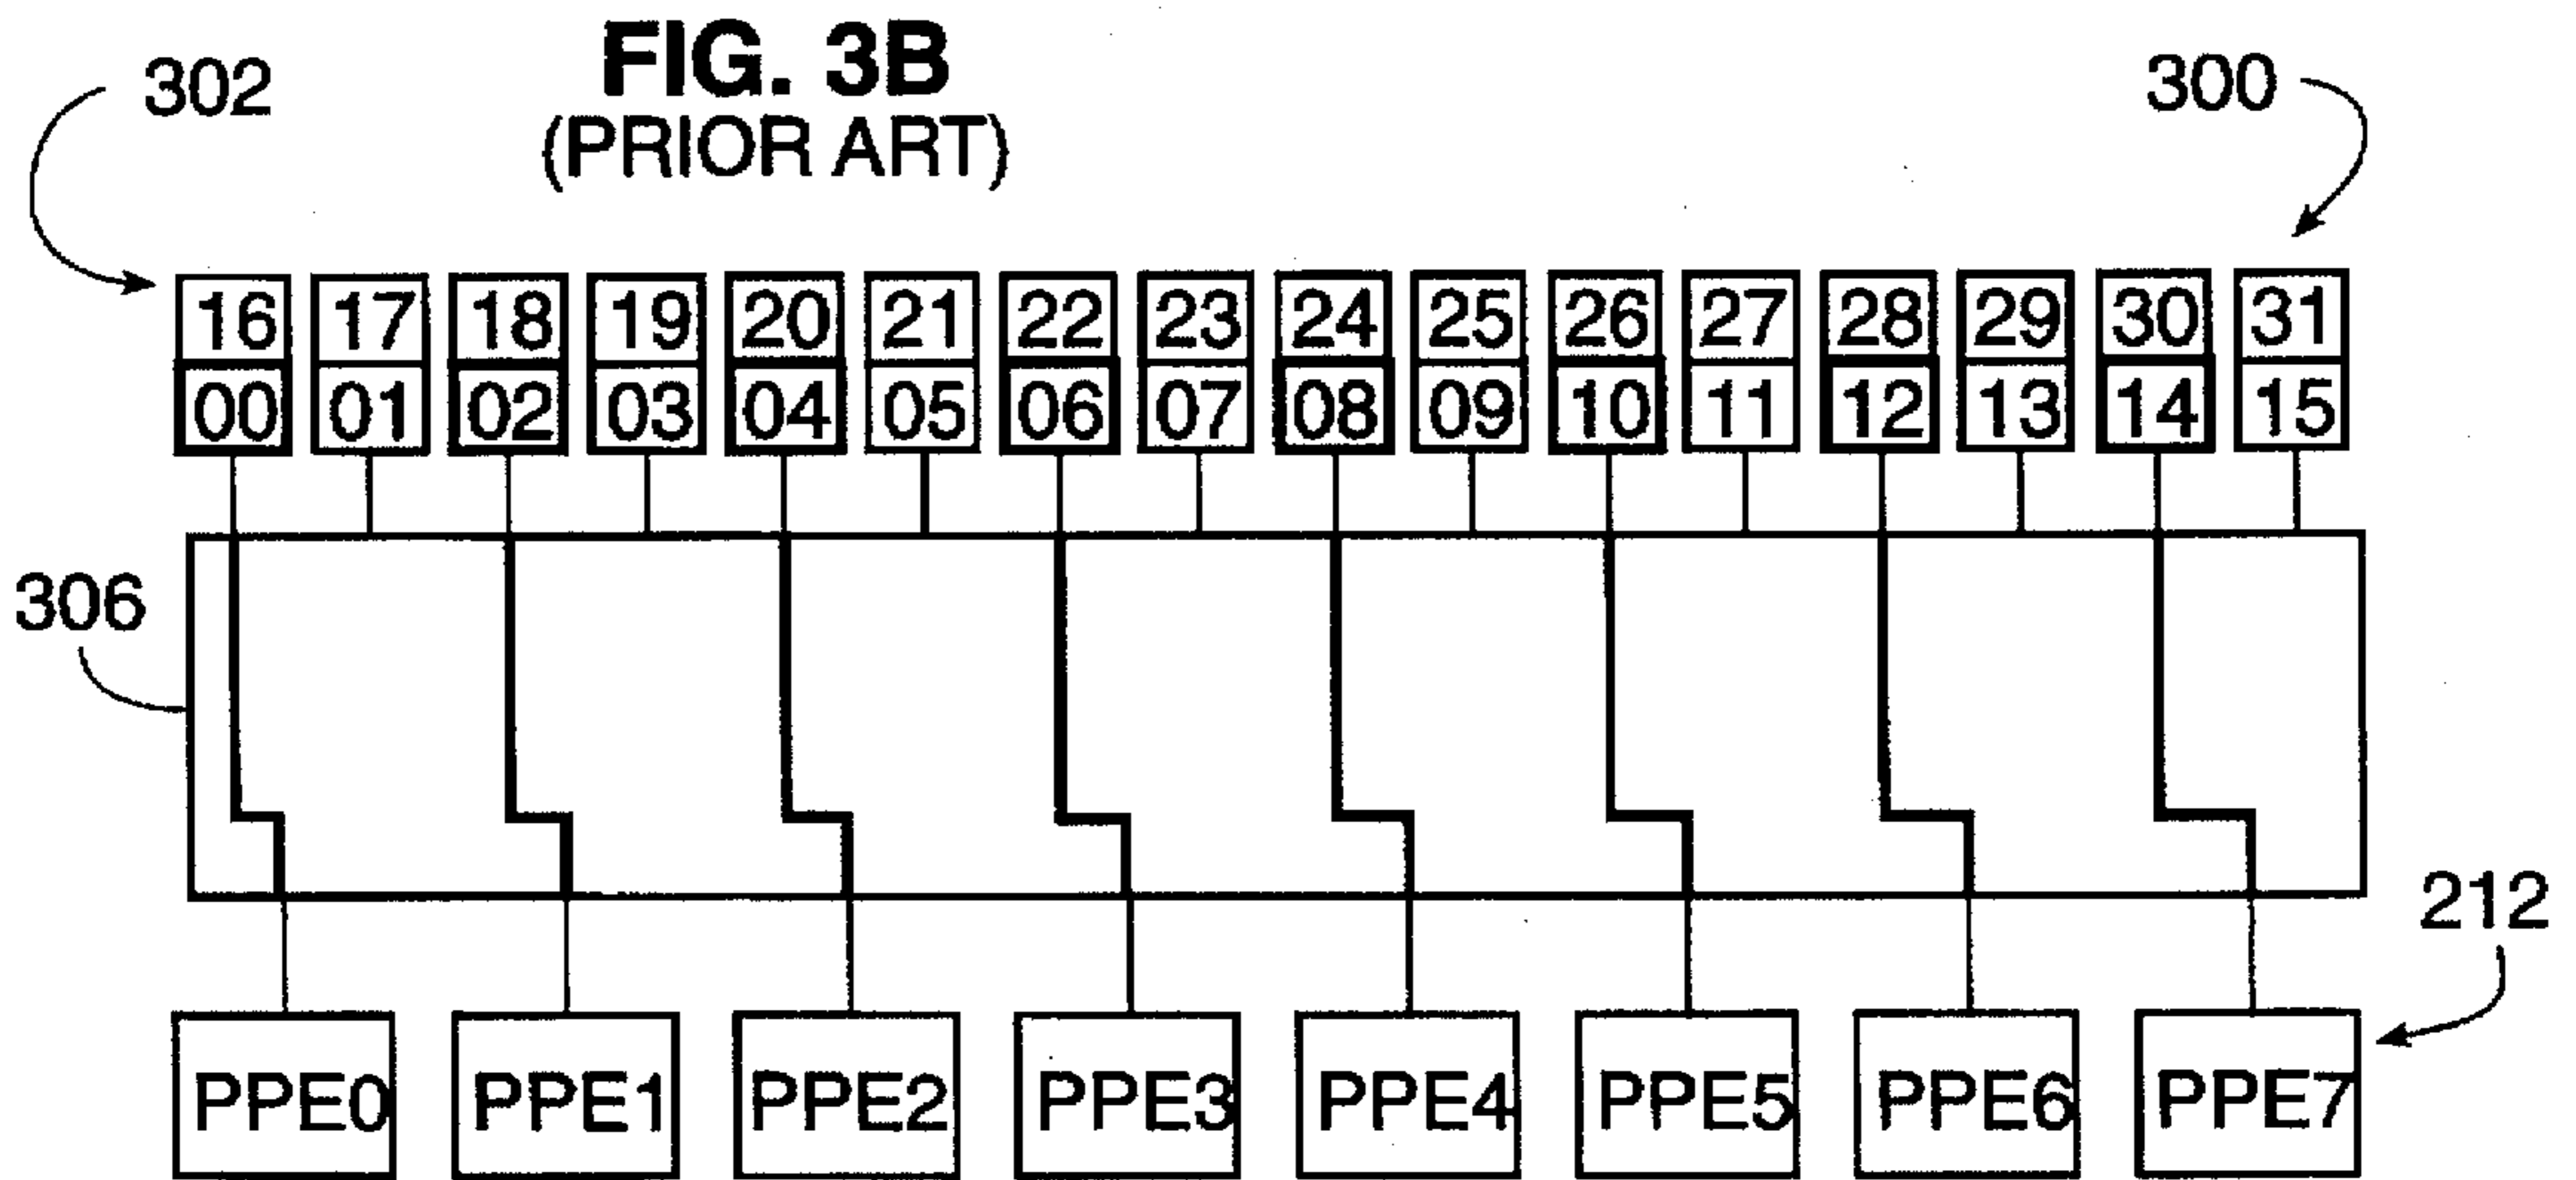 FIG. 3B
302
300
(PRIOR ART)
16 17 18 19 20 21 22 23 24 25 26 27 28 29 30 31
00 01 02 03 04 05 06 07 08 09 10 11 12 13 14 15
306
212
PPE0 PPE1 PPE2 PPE3 PPE4 PPE5 PPE6 PPE7